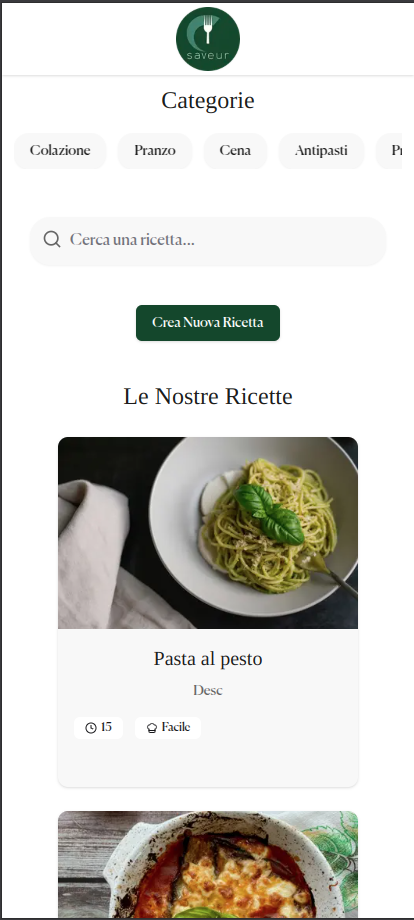 saveur
Categorie
Colazione Pranzo Cena Antipasti
Cerca una ricetta...
Crea Nuova Ricetta
Le Nostre Ricette
Pasta al pesto
Desc
15 Facile